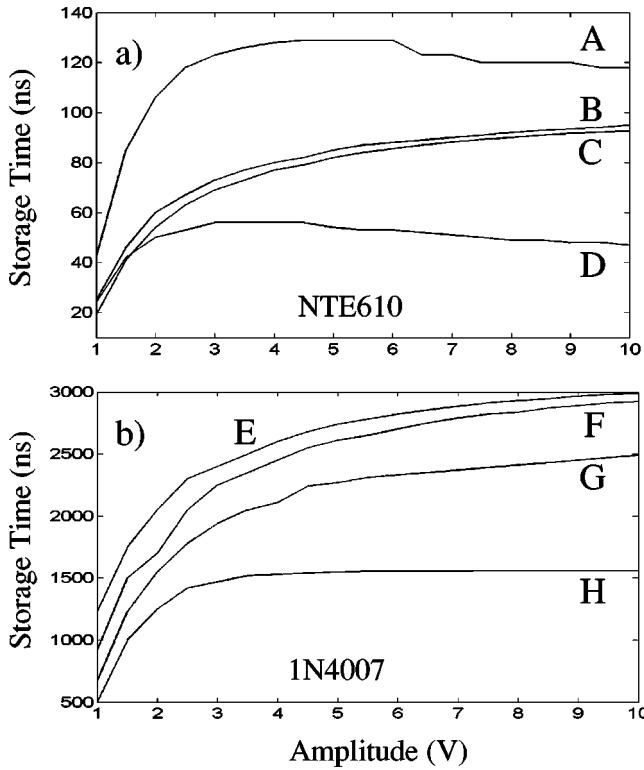 140
a)
A
120
100
B
80
C
60
40
D
20
NTE610
Storage Time (ns)
1 2 3 4 5 6 7 8 9 10
3000
b)
E
F
2500
G
2000
1500
H
1000
1N4007
500
Storage Time (ns)
1 2 3 4 5 6 7 8 9 10
Amplitude (V)